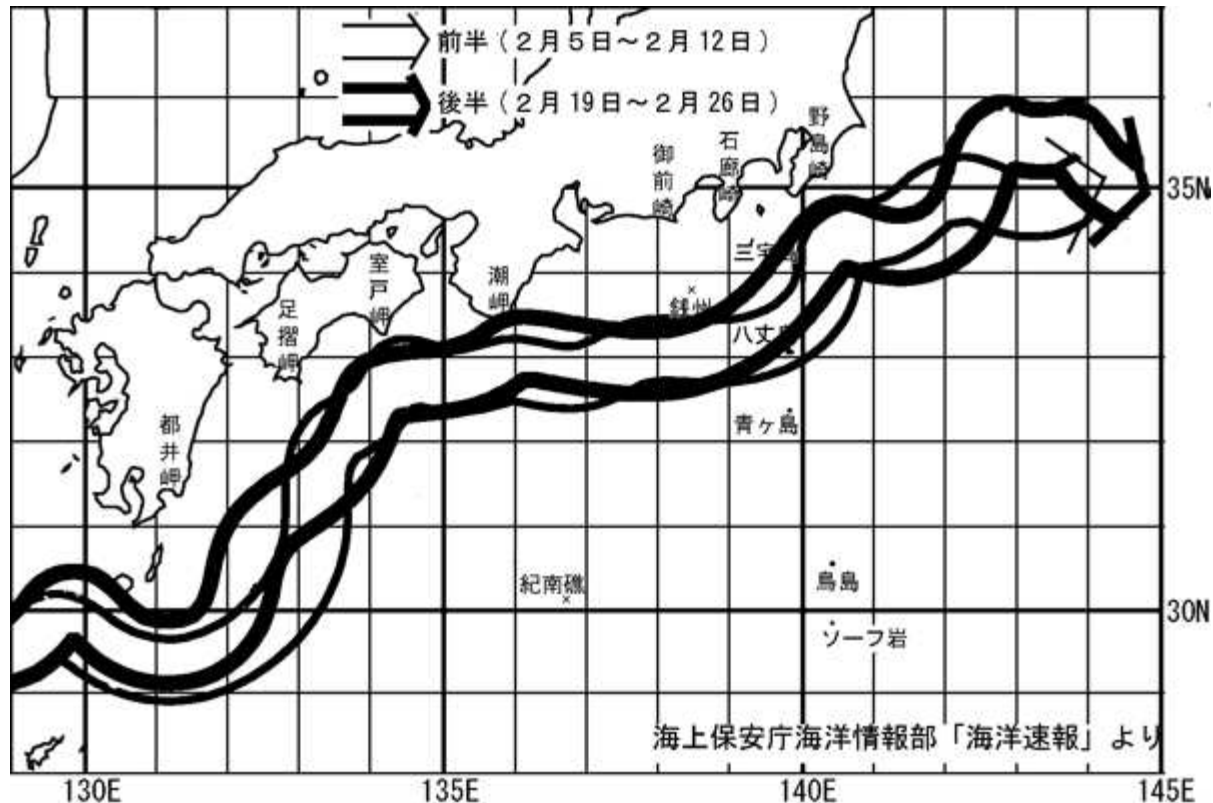 前半（２月５日～２月12日）
後半（２月19日～２月26日）
野島崎
石廊崎
御前崎
35N
三宅島
室戸岬
潮岬
足摺岬
銭州
八丈島
青ヶ島
都井岬
紀南礁
鳥島
30N
ソーフ岩
海上保安庁海洋情報部「海洋速報」より
130E
135E
140E
145E